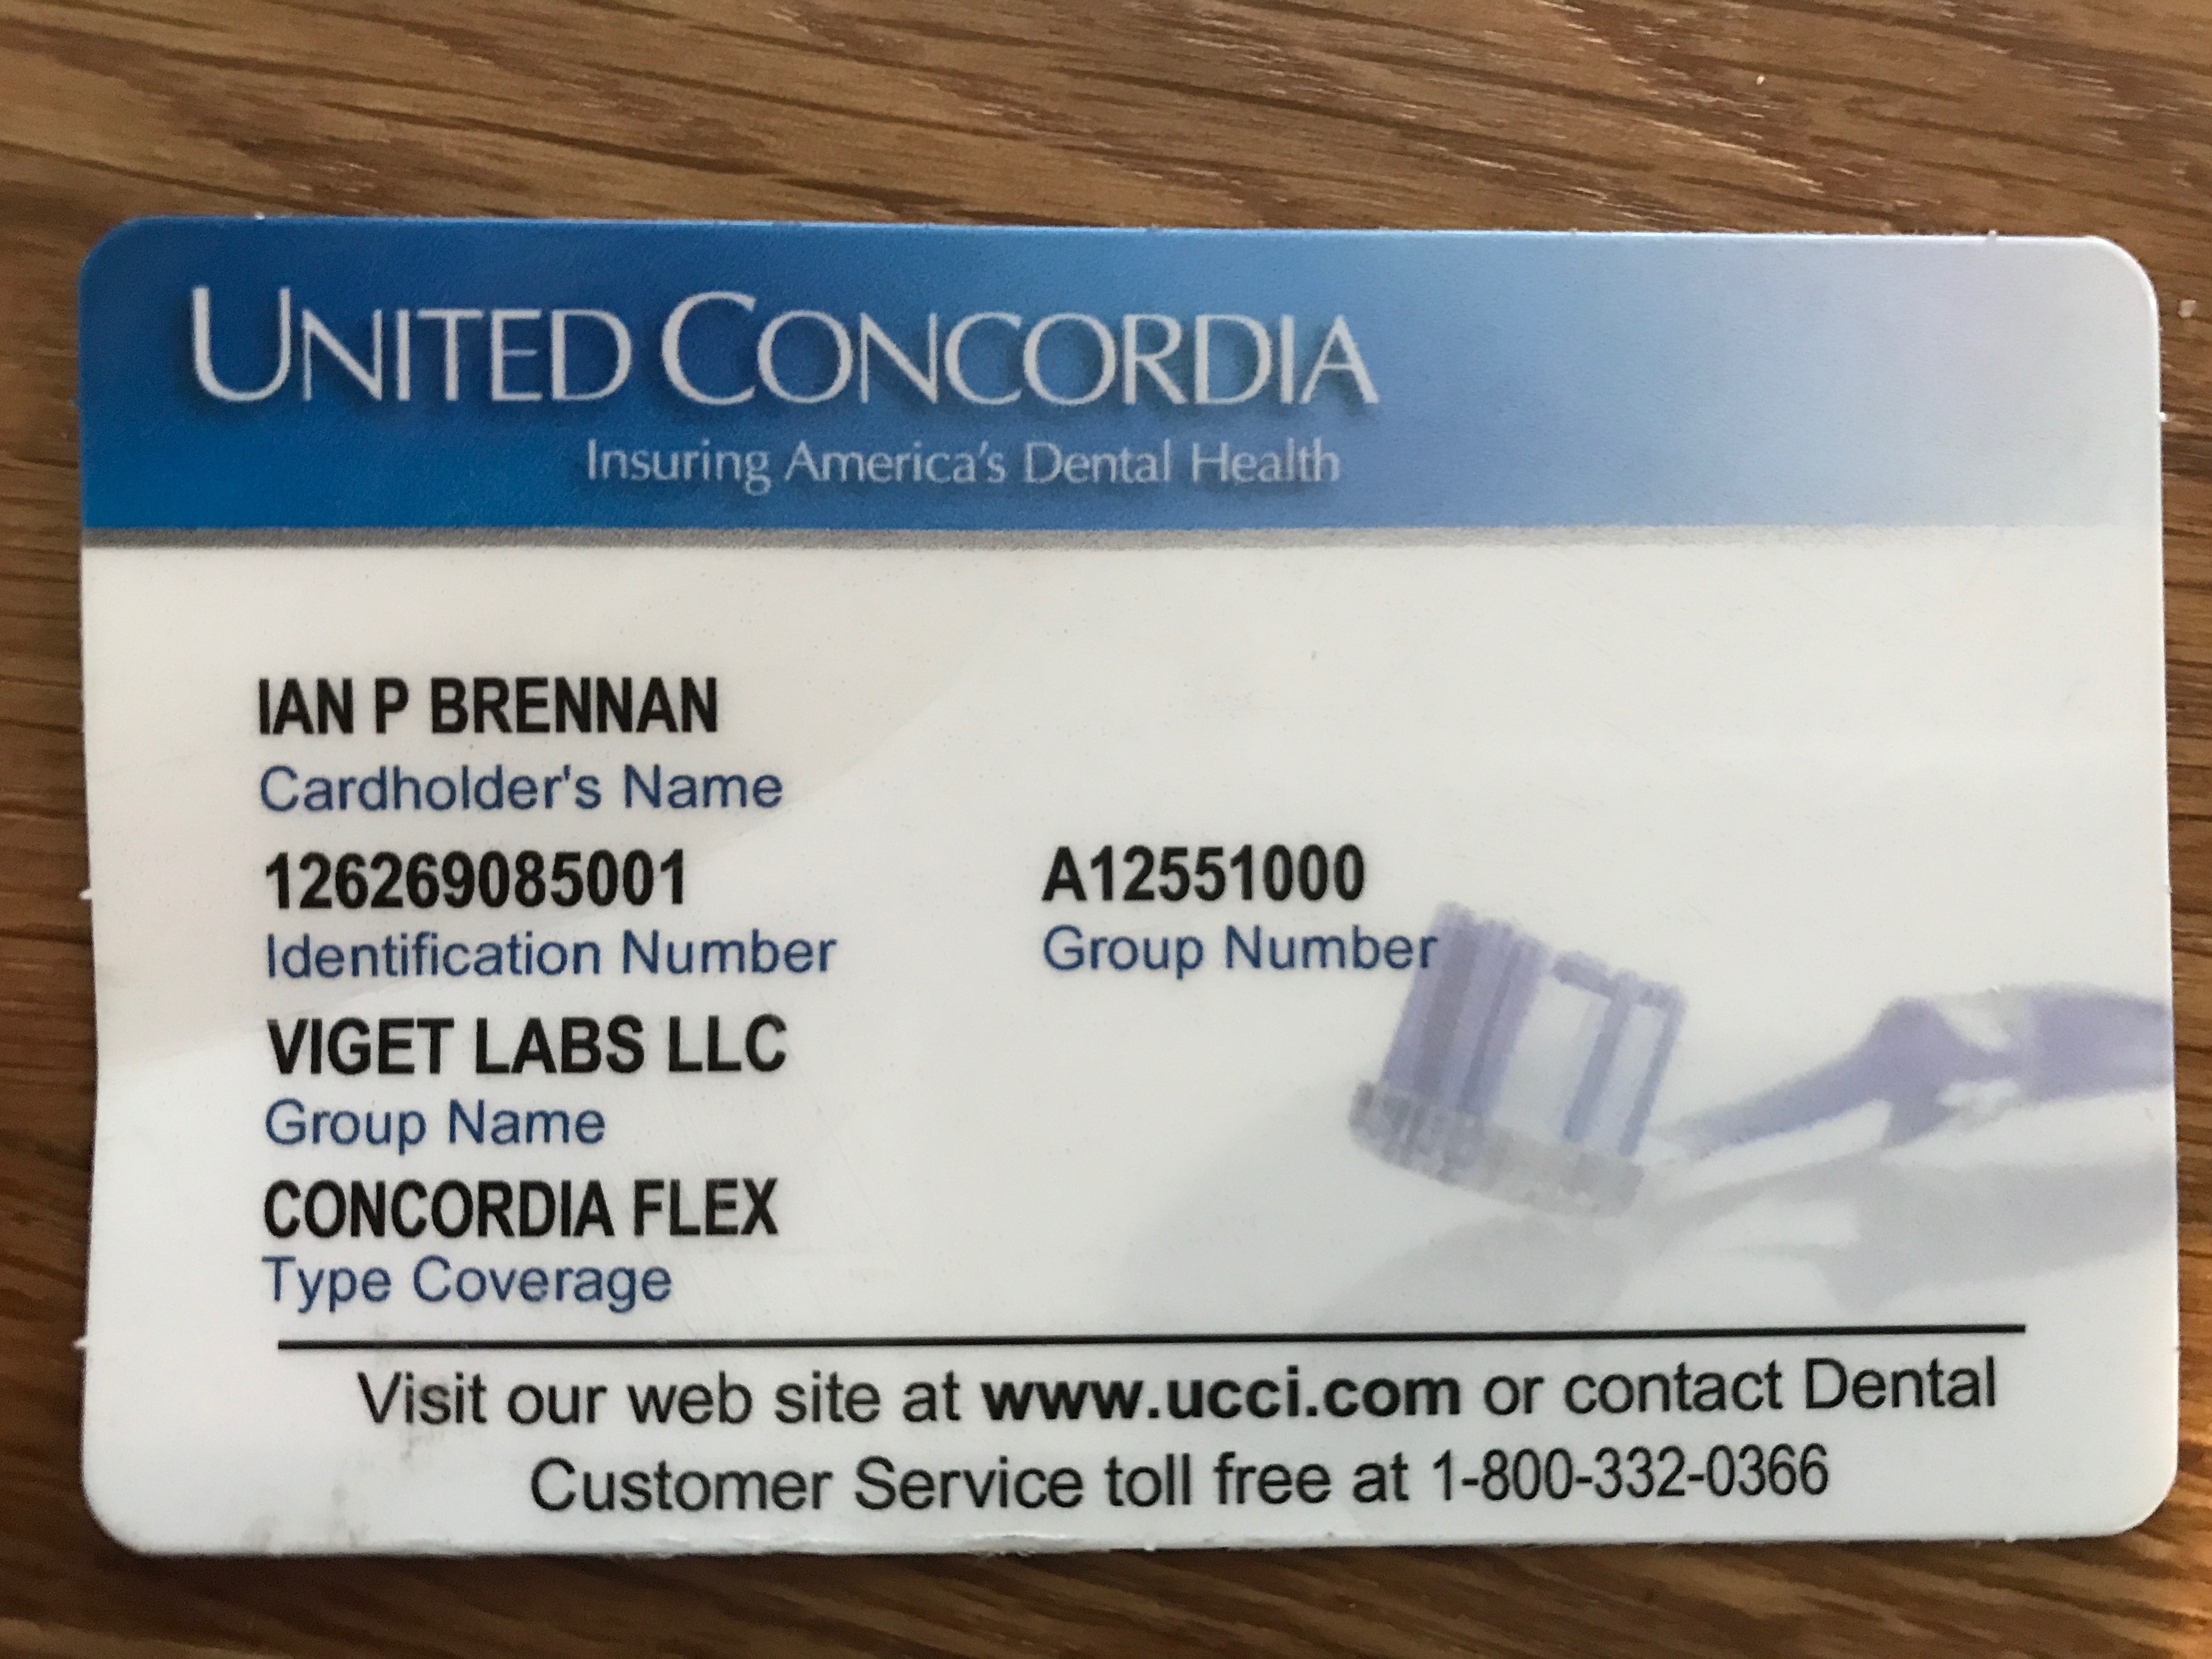 UNITED CONCORDIA
Insuring America's Dental Health
IAN P BRENNAN
Cardholder's Name
126269085001 A12551000
Identification Number Group Number
VIGET LABS LLC
Group Name
CONCORDIA FLEX
Type Coverage
Visit our web site at www.ucci.com or contact Dental
Customer Service toll free at 1-800-332-0366